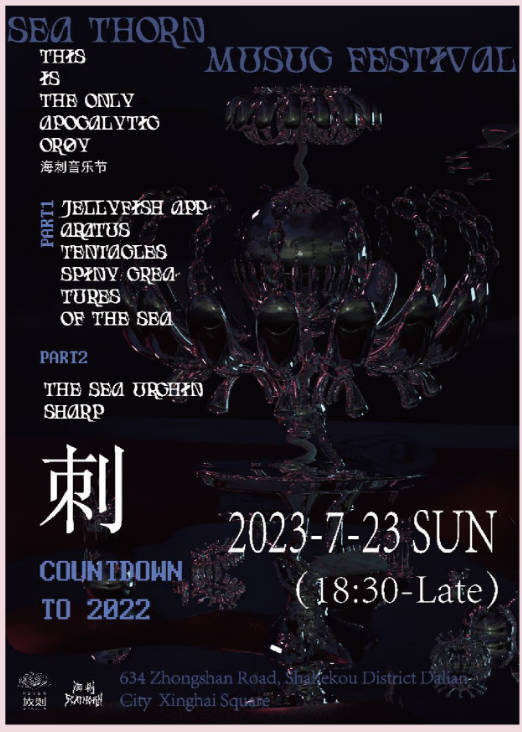 SEA THORN
MUSUC FESTIVAL
THIS
IS
THE ONLY
APOCALYTIC
ORGY
海刺音乐节
PART1
JELLYFISH APP-
ARATUS
TENTACLES
SPINY CREA-
TURES
OF THE SEA
PART2
THE SEA URCHIN
SHARP
刺
COUNTDOWN
TO 2022
2023-7-23 SUN
(18:30-Late)
634 Zhongshan Road, Shahekou District Dalian
City Xinghai Square
海刺
SEATHORN